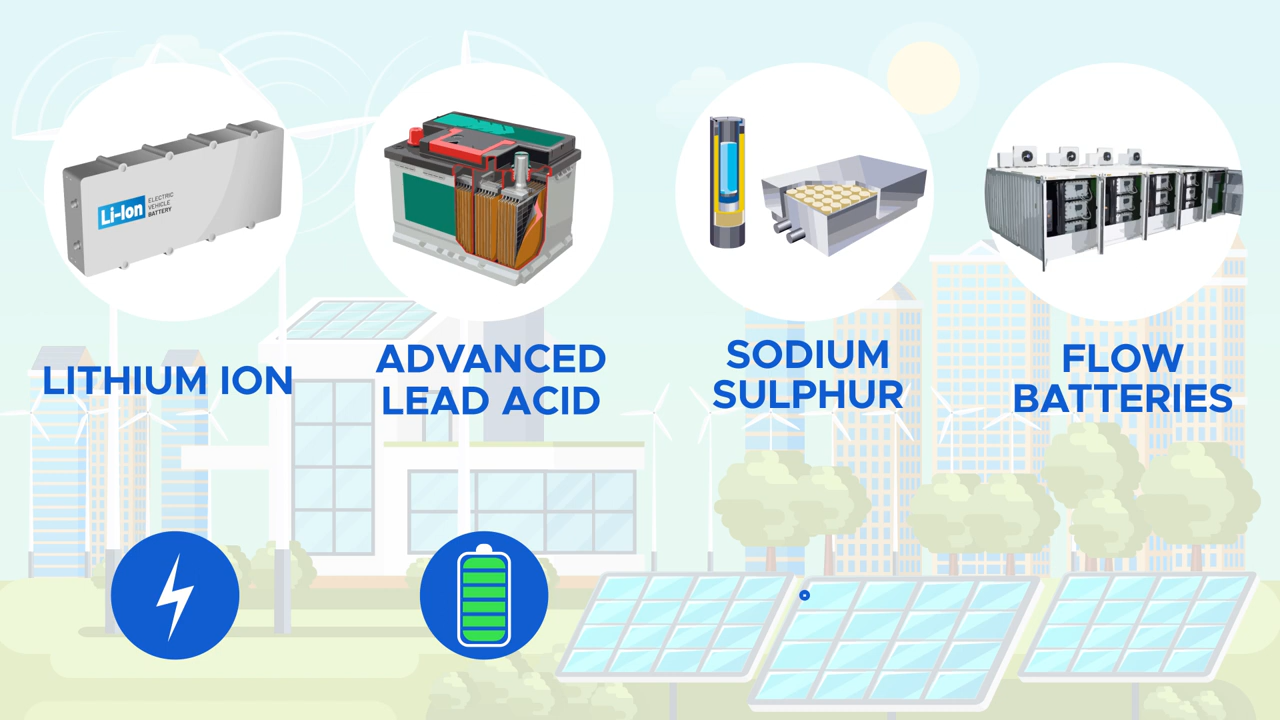 Li-Ion
ELECTRIC
VEHICLE
BATTERY
LITHIUM ION
ADVANCED
LEAD ACID
SODIUM
SULPHUR
FLOW
BATTERIES